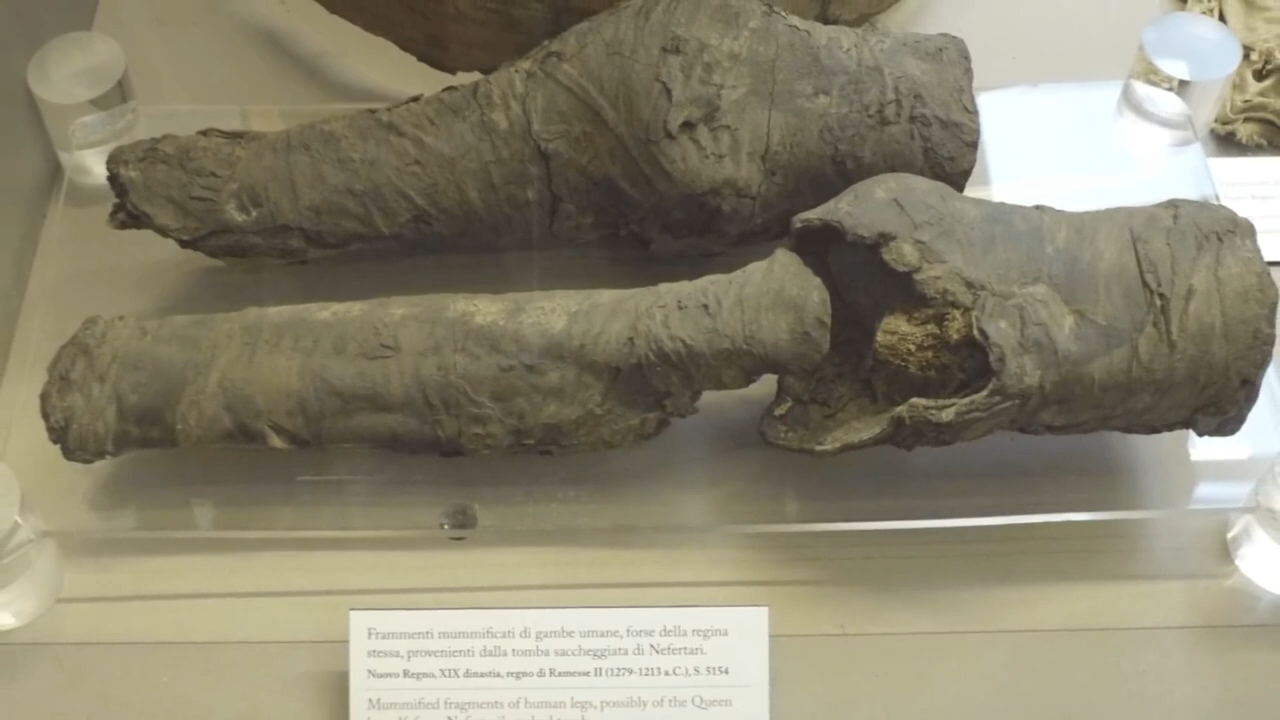 Frammenti mummificati di gambe umane, forse della regina
stessa, provenienti dalla tomba saccheggiata di Nefertari.
Nuovo Regno, XIX dinastia, regno di Ramesse II (1279-1213 a.C.), S. 5154
Mummified fragments of human legs, possibly of the Queen